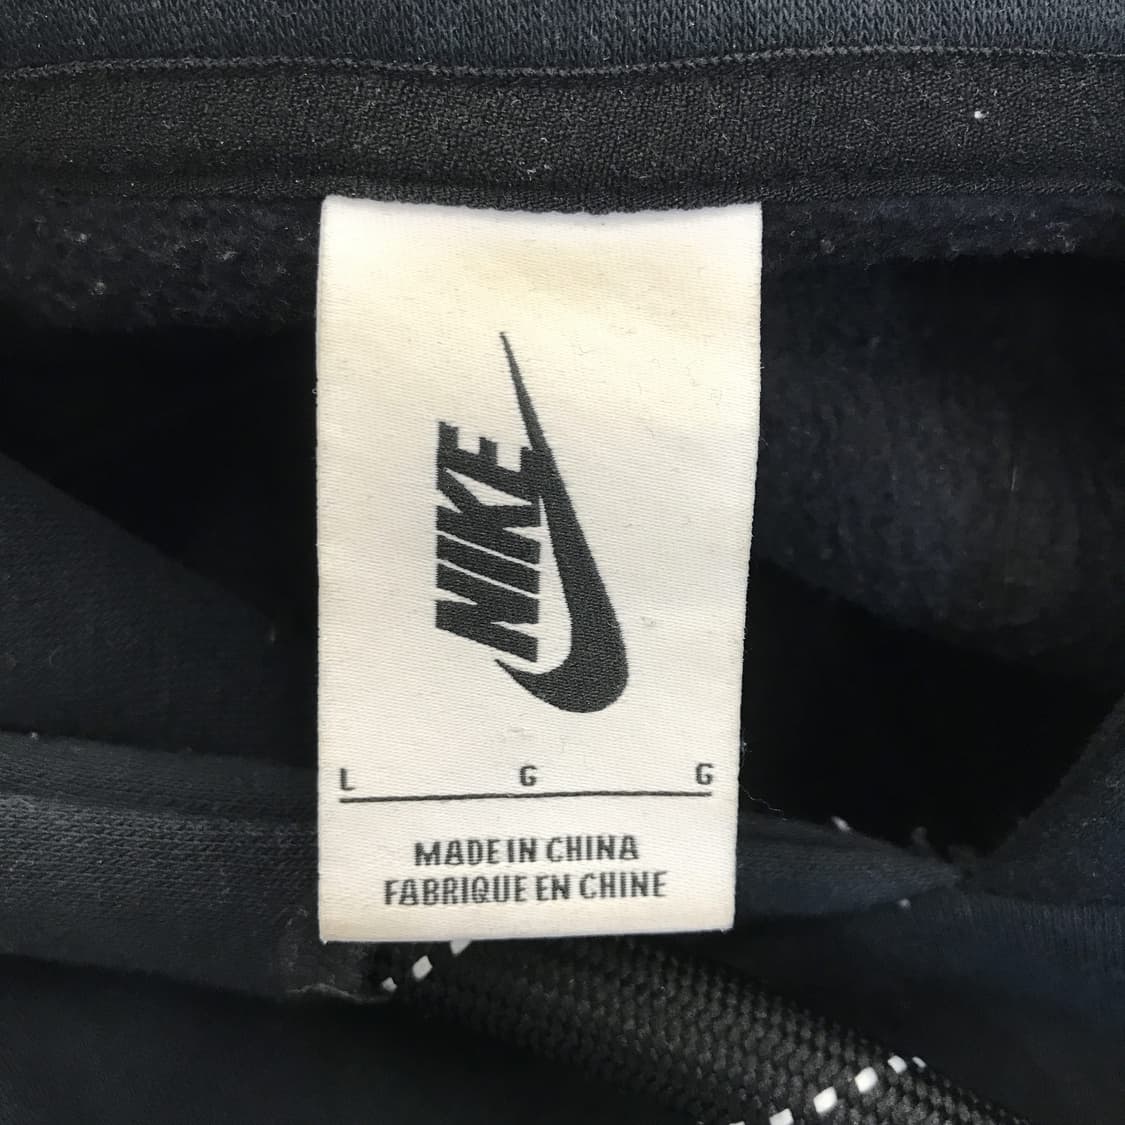 NIKE
L G G
MADE IN CHINA
FABRIQUE EN CHINE